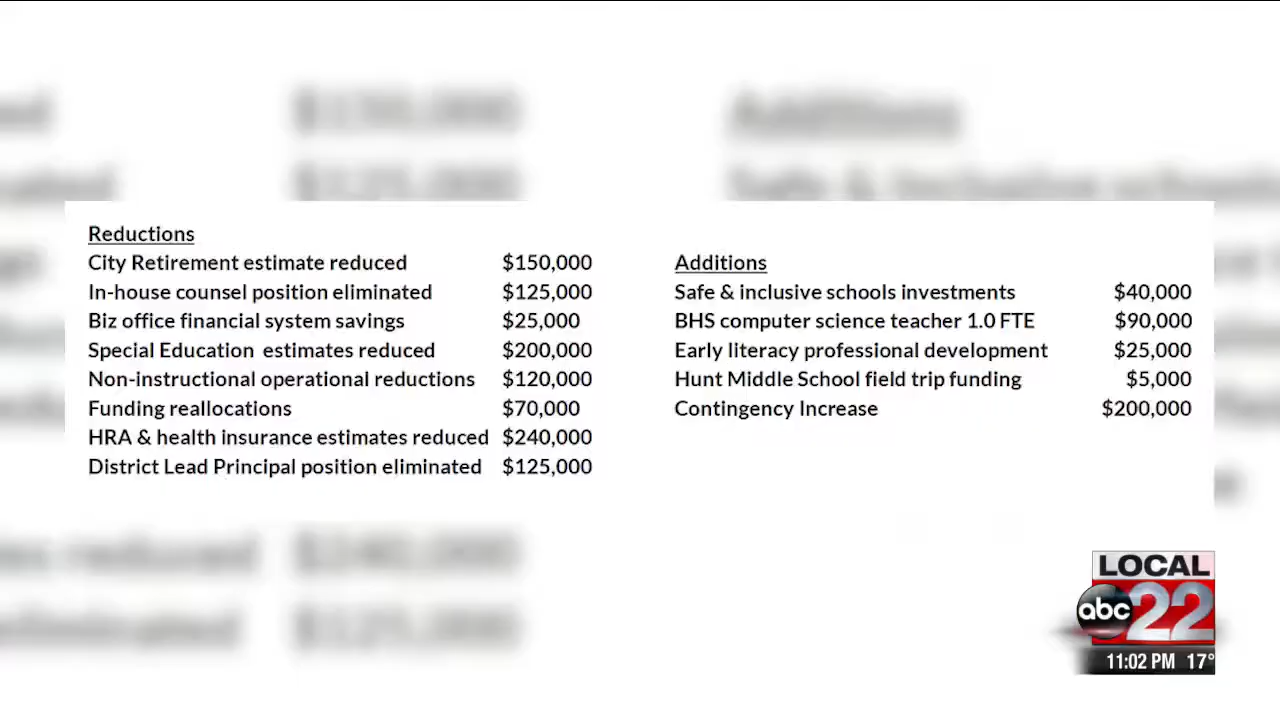 Reductions
City Retirement estimate reduced $150,000
In-house counsel position eliminated $125,000
Biz office financial system savings $25,000
Special Education estimates reduced $200,000
Non-instructional operational reductions $120,000
Funding reallocations $70,000
HRA & health insurance estimates reduced $240,000
District Lead Principal position eliminated $125,000
Additions
Safe & inclusive schools investments $40,000
BHS computer science teacher 1.0 FTE $90,000
Early literacy professional development $25,000
Hunt Middle School field trip funding $5,000
Contingency Increase $200,000
LOCAL
abc 22
11:02 PM 17°